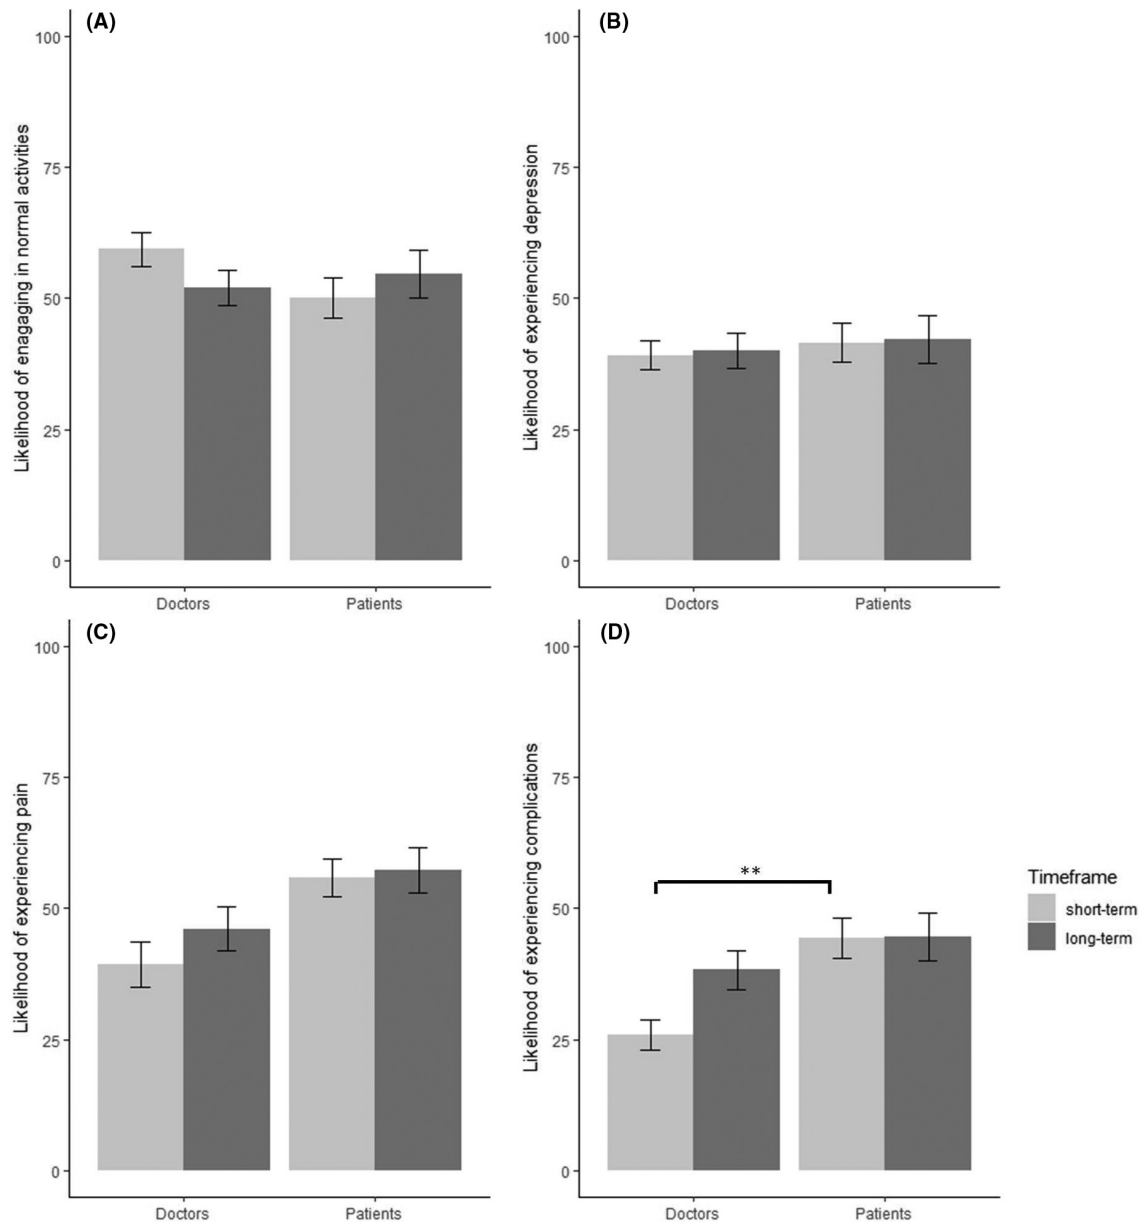 (A)
Likelihood of enagaging in normal activities
100
75
50
25
0
Doctors
Patients
(B)
Likelihood of experiencing depression
100
75
50
25
0
Doctors
Patients
(C)
Likelihood of experiencing pain
100
75
50
25
0
Doctors
Patients
(D)
Likelihood of experiencing complications
100
75
50
25
0
**
Doctors
Patients
Timeframe
short-term
long-term